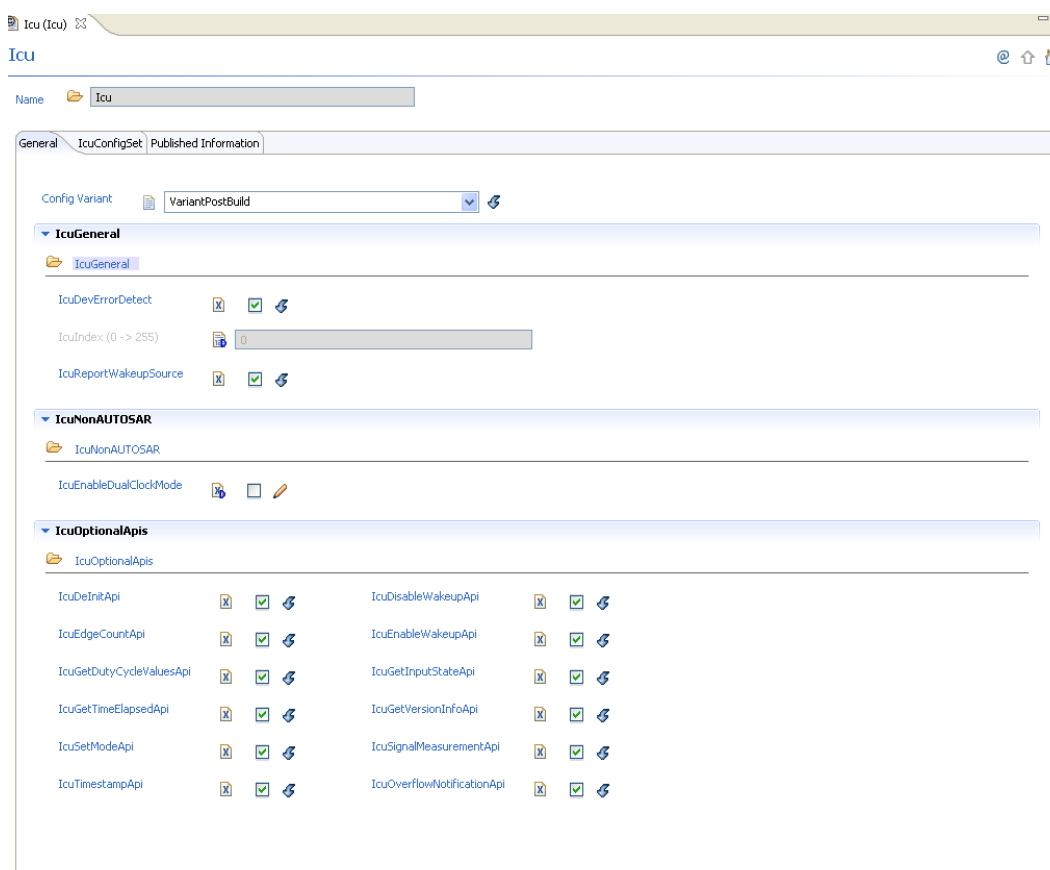 Icu (Icu)
Icu
Name Icu
General IcuConfigSet Published Information
Config Variant VariantPostBuild
IcuGeneral
IcuGeneral
IcuDevErrorDetect
IcuIndex (0 -> 255) 0
IcuReportWakeupSource
IcuNonAUTOSAR
IcuNonAUTOSAR
IcuEnableDualClockMode
IcuOptionalApis
IcuOptionalApis
IcuDeInitApi IcuDisableWakeupApi
IcuEdgeCountApi IcuEnableWakeupApi
IcuGetDutyCycleValuesApi IcuGetInputStateApi
IcuGetTimeElapsedApi IcuGetVersionInfoApi
IcuSetModeApi IcuSignalMeasurementApi
IcuTimestampApi IcuOverflowNotificationApi